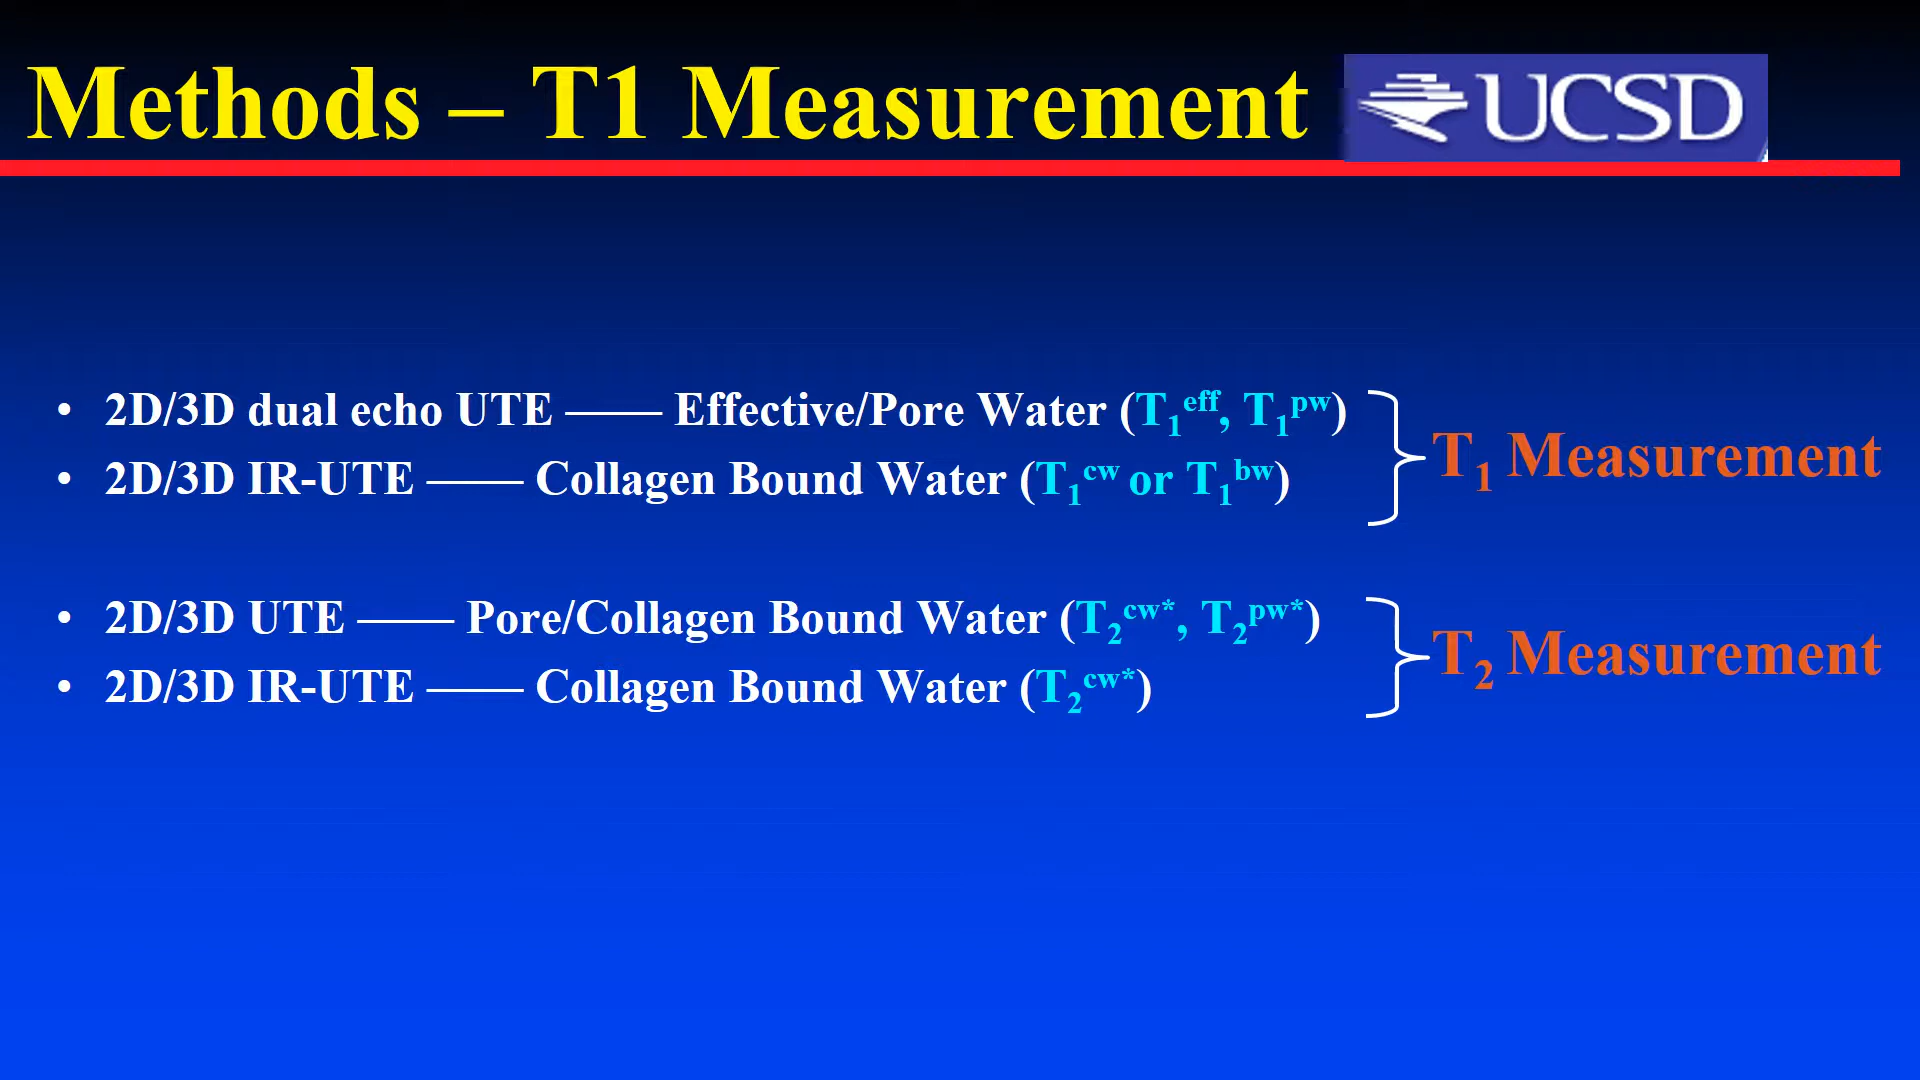 Methods – T1 Measurement
UCSD
• 2D/3D dual echo UTE —— Effective/Pore Water (T₁ᵉᶠᶠ, T₁ᵖʷ)
• 2D/3D IR-UTE —— Collagen Bound Water (T₁ᶜʷ or T₁ᵇʷ)
T₁ Measurement
• 2D/3D UTE —— Pore/Collagen Bound Water (T₂ᶜʷ*, T₂ᵖʷ*)
• 2D/3D IR-UTE —— Collagen Bound Water (T₂ᶜʷ*)
T₂ Measurement